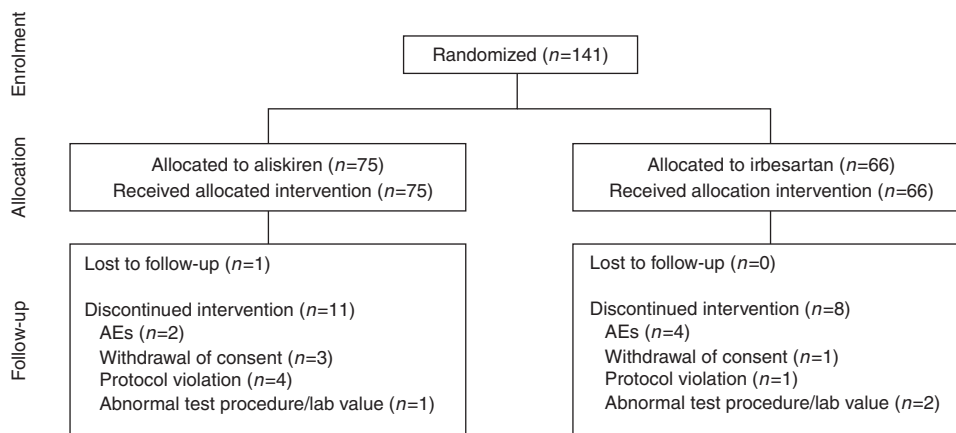 Enrolment
Randomized (n=141)
Allocation
Allocated to aliskiren (n=75)
Received allocated intervention (n=75)
Allocated to irbesartan (n=66)
Received allocation intervention (n=66)
Follow-up
Lost to follow-up (n=1)
Discontinued intervention (n=11)
AEs (n=2)
Withdrawal of consent (n=3)
Protocol violation (n=4)
Abnormal test procedure/lab value (n=1)
Lost to follow-up (n=0)
Discontinued intervention (n=8)
AEs (n=4)
Withdrawal of consent (n=1)
Protocol violation (n=1)
Abnormal test procedure/lab value (n=2)